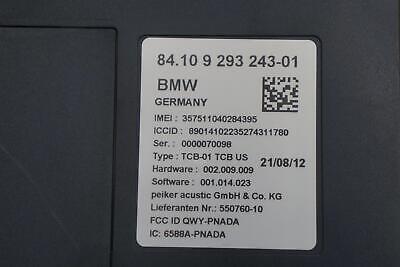 84.10 9 293 243-01
BMW
GERMANY
IMEI : 357511040284395
ICCID : 89014102235274311780
Ser. : 0000070098
Type : TCB-01 TCB US 21/08/12
Hardware : 002.009.009
Software : 001.014.023
peiker acustic GmbH & Co. KG
Lieferanten Nr.: 550760-10
FCC ID QWY-PNADA
IC: 6588A-PNADA